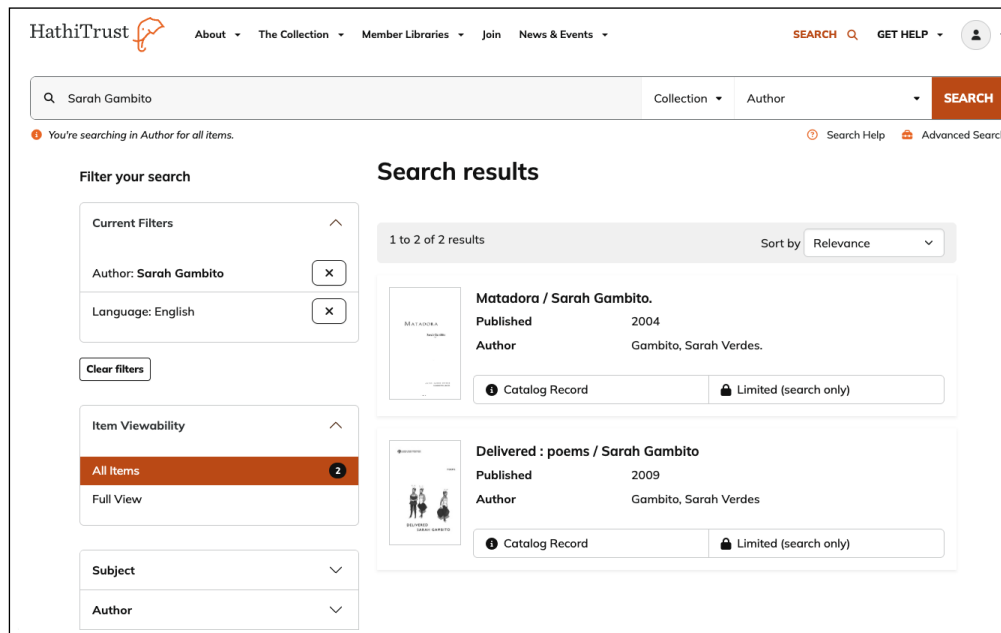 HathiTrust
About The Collection Member Libraries Join News & Events SEARCH GET HELP
Sarah Gambito Collection Author SEARCH
You're searching in Author for all items. Search Help Advanced Searc
Filter your search
Current Filters
Author: Sarah Gambito
Language: English
Clear filters
Item Viewability
All Items 2
Full View
Subject
Author
Search results
1 to 2 of 2 results Sort by Relevance
MATADORA
Matadora / Sarah Gambito.
Published 2004
Author Gambito, Sarah Verdes.
Catalog Record Limited (search only)
DELIVERED
SARAH GAMBITO
Delivered : poems / Sarah Gambito
Published 2009
Author Gambito, Sarah Verdes
Catalog Record Limited (search only)